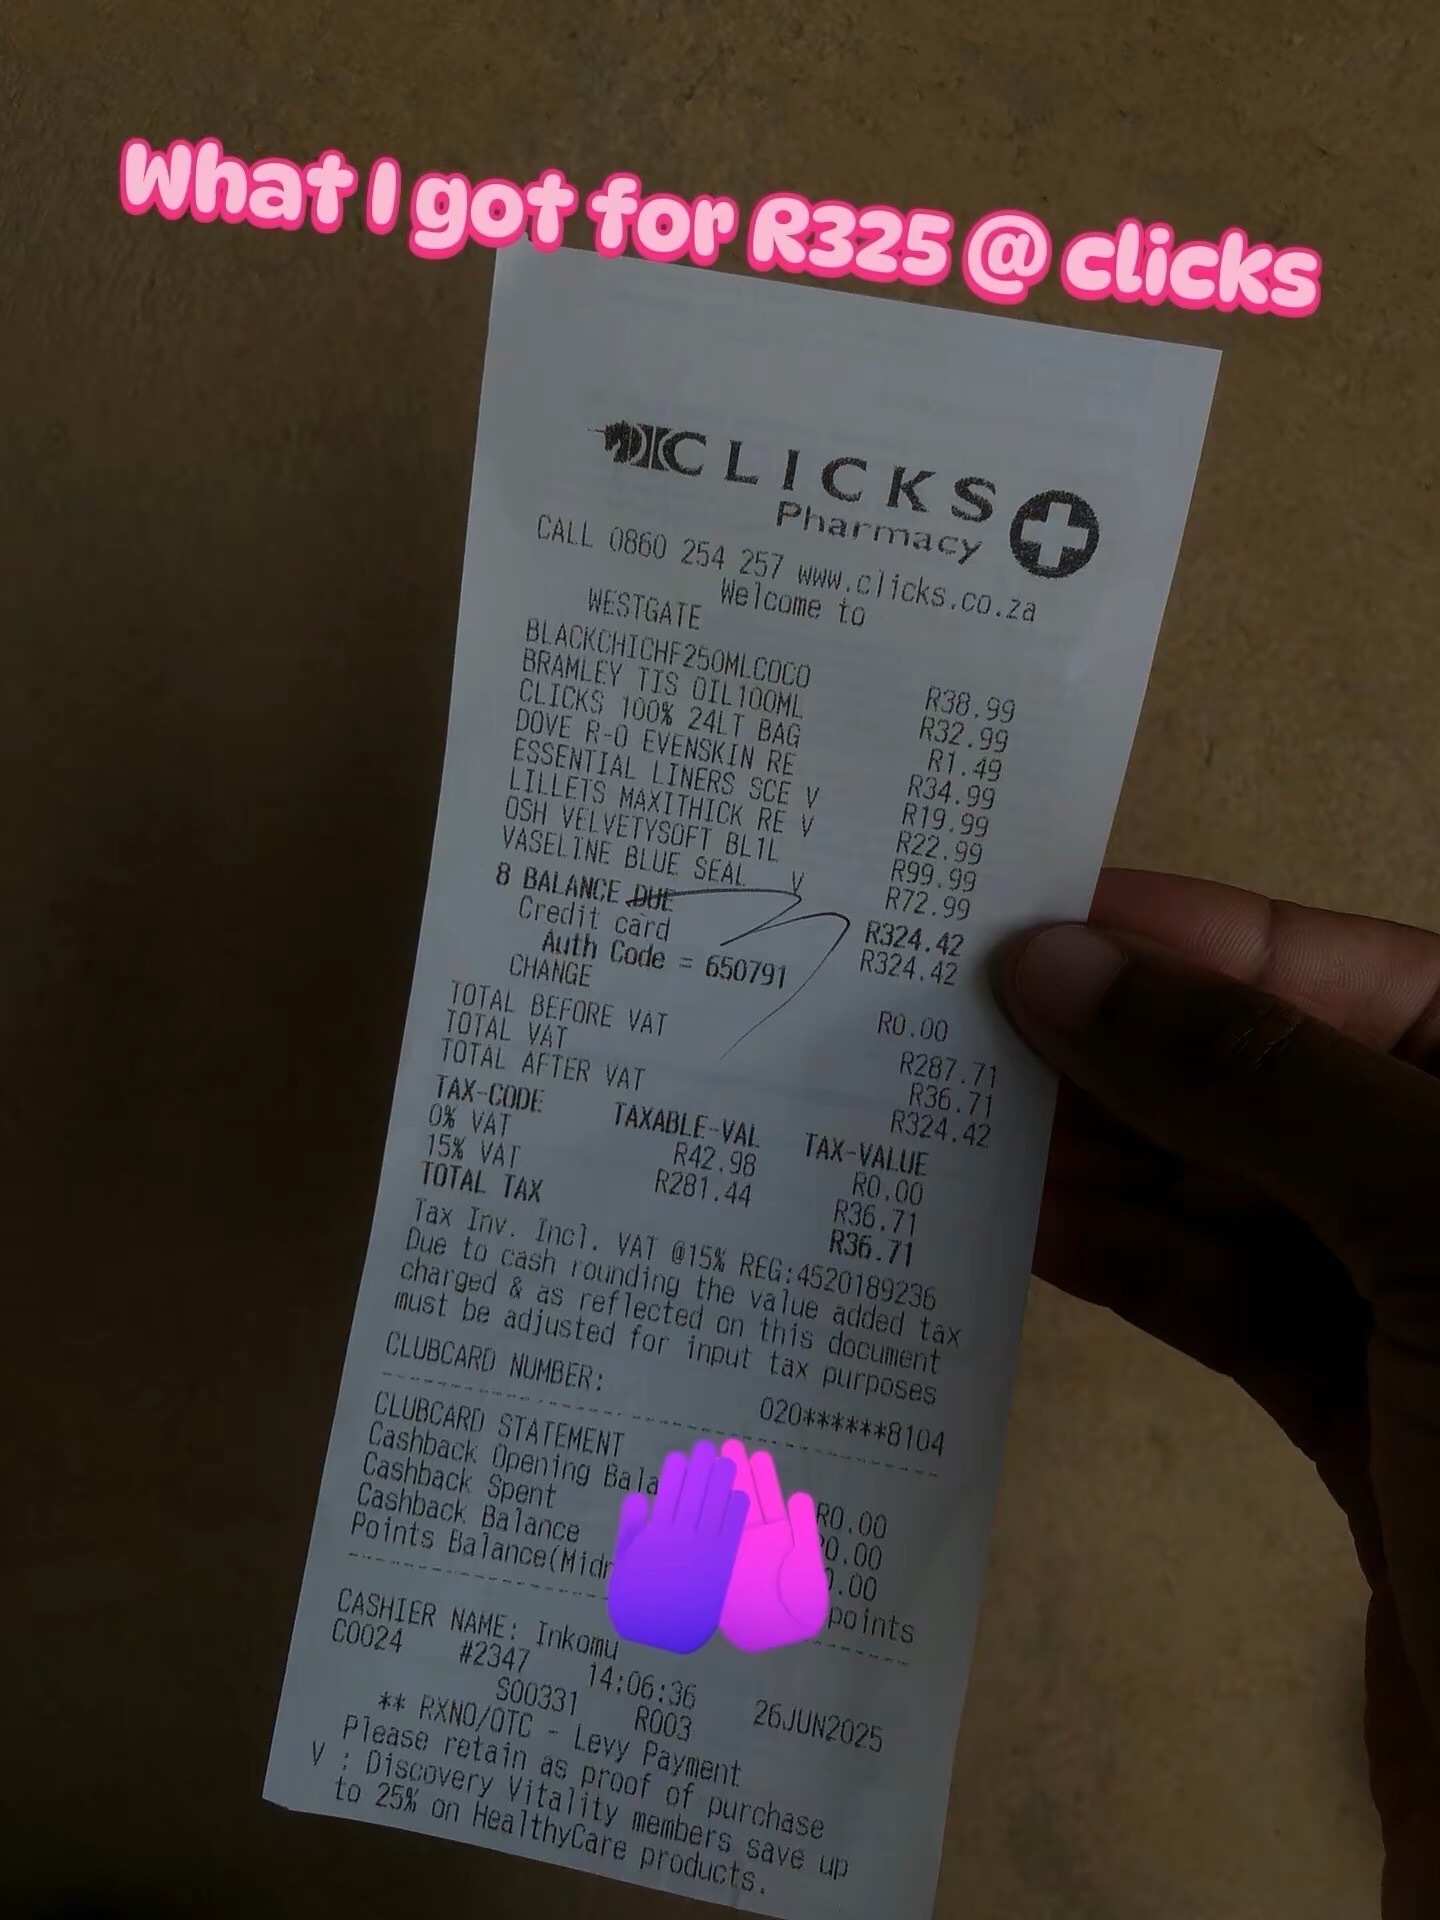 What I got for R325 @ clicks
CLICKS
Pharmacy
CALL 0860 254 257 www.clicks.co.za
Welcome to
WESTGATE
BLACKCHICHF250MLCOCO R38.99
BRAMLEY TIS OIL100ML R32.99
CLICKS 100% 24LT BAG R1.49
DOVE R-O EVENSKIN RE R34.99
ESSENTIAL LINERS SCE V R19.99
LILLETS MAXITHICK RE V R22.99
OSH VELVETYSOFT BL1L R99.99
VASELINE BLUE SEAL V R72.99
8 BALANCE DUE R324.42
Credit card R324.42
Auth Code = 650791
CHANGE R0.00
TOTAL BEFORE VAT R287.71
TOTAL VAT R36.71
TOTAL AFTER VAT R324.42
TAX-CODE TAXABLE-VAL TAX-VALUE
0% VAT R42.98 R0.00
15% VAT R281.44 R36.71
TOTAL TAX R36.71
Tax Inv. Incl. VAT @15% REG:4520189236
Due to cash rounding the value added tax
charged & as reflected on this document
must be adjusted for input tax purposes
CLUBCARD NUMBER: 020******8104
CLUBCARD STATEMENT
Cashback Opening R0.00
Cashback Spent 0.00
Cashback Balance .00
Points points
CASHIER NAME: Inkomu
C0024 #2347 14:06:36 26JUN2025
S00331 R003
** RXNO/OTC - Levy Payment
Please retain as proof of purchase
V : Discovery Vitality members save up
to 25% on HealthyCare products.